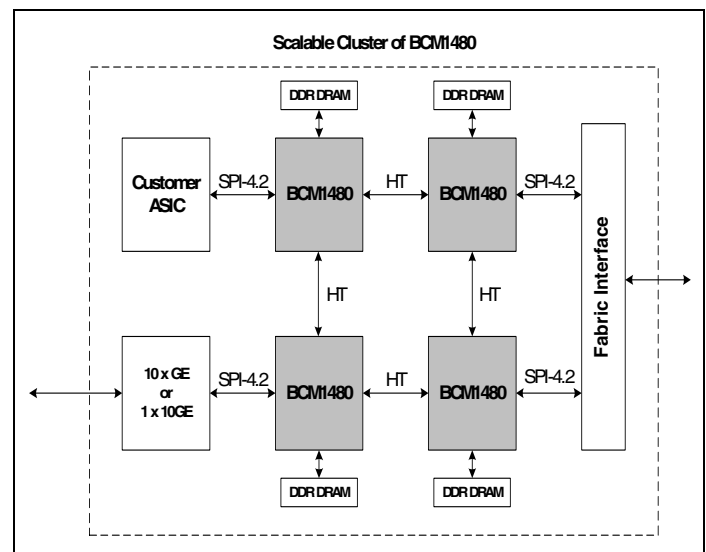 Scalable Cluster of BCM1480
DDR DRAM
DDR DRAM
Customer
ASIC
SPI-4.2
BCM1480
HT
BCM1480
SPI-4.2
HT
HT
Fabric Interface
10 x GE
or
1 x 10GE
SPI-4.2
BCM1480
HT
BCM1480
SPI-4.2
DDR DRAM
DDR DRAM